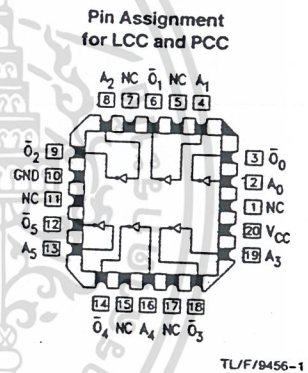 Pin Assignment
for LCC and PCC
A₂ NC Ō₁ NC A₁
8 7 6 5 4
Ō₂ 9
GND 10
NC 11
Ō₅ 12
A₅ 13
3 Ō₀
2 A₀
1 NC
20 V_CC
19 A₃
14 15 16 17 18
Ō₄ NC A₄ NC Ō₃
TL/F/9456-1